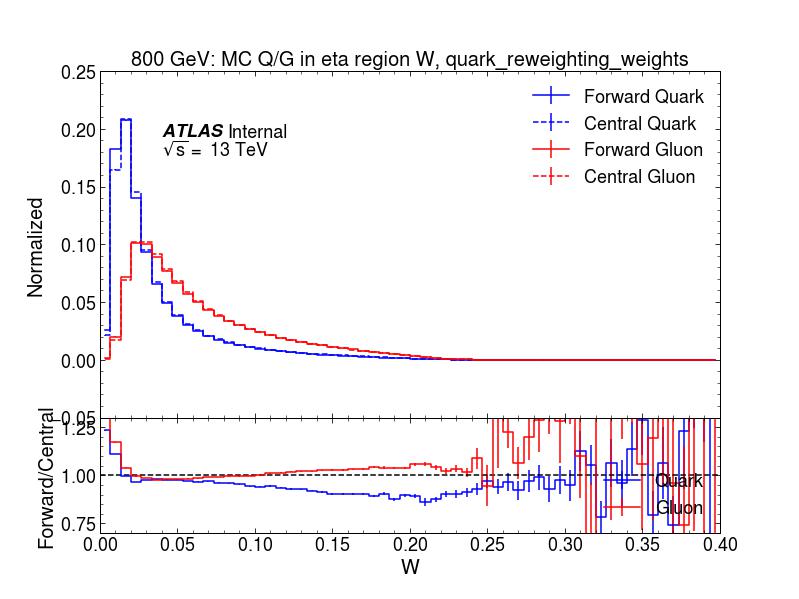 800 GeV: MC Q/G in eta region W, quark_reweighting_weights
0.25
0.20
0.15
0.10
0.05
0.00
0.05
Normalized
ATLAS Internal
√s = 13 TeV
Forward Quark
Central Quark
Forward Gluon
Central Gluon
1.25
1.00
0.75
Forward/Central
Quark
Gluon
0.00 0.05 0.10 0.15 0.20 0.25 0.30 0.35 0.40
W